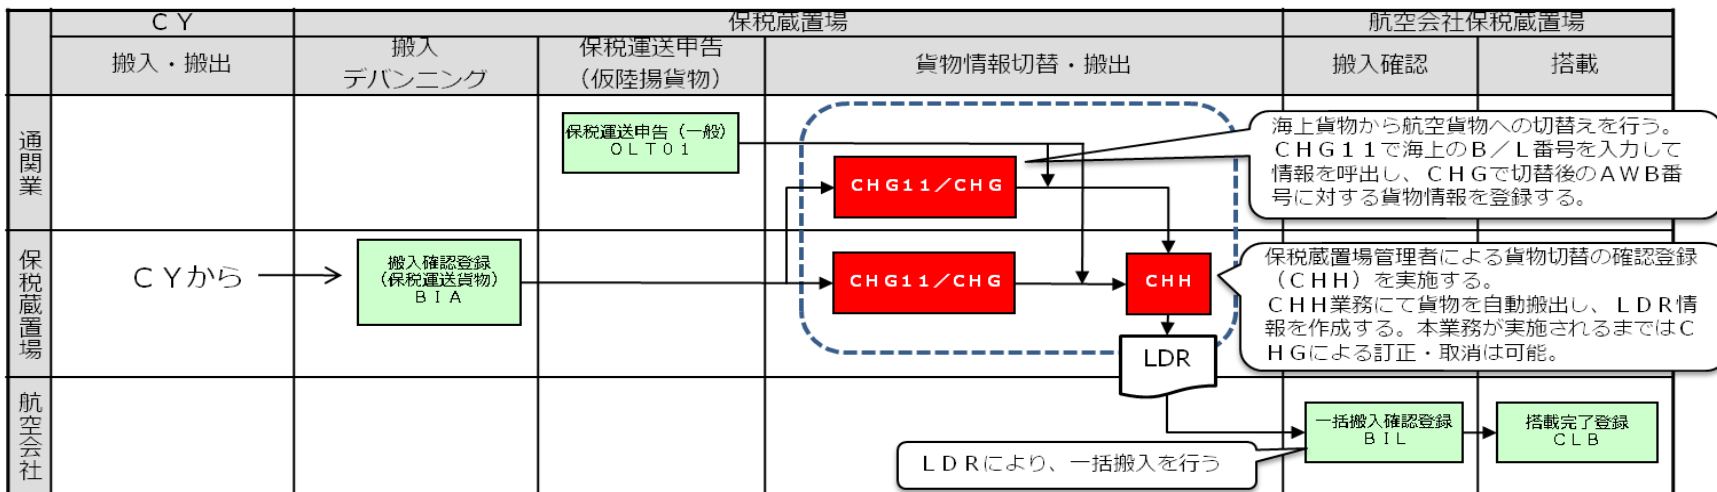 ＣＹ
保税蔵置場
航空会社保税蔵置場
搬入・搬出
搬入
デバンニング
保税運送申告
（仮陸揚貨物）
貨物情報切替・搬出
搬入確認
搭載
通関業
保税運送申告（一般）
ＯＬＴ０１
ＣＨＧ１１／ＣＨＧ
海上貨物から航空貨物への切替えを行う。
ＣＨＧ１１で海上のＢ／Ｌ番号を入力して
情報を呼出し、ＣＨＧで切替後のＡＷＢ番
号に対する貨物情報を登録する。
保税蔵置場
ＣＹから
搬入確認登録
（保税運送貨物）
ＢＩＡ
ＣＨＧ１１／ＣＨＧ
ＣＨＨ
保税蔵置場管理者による貨物切替の確認登録
（ＣＨＨ）を実施する。
ＣＨＨ業務にて貨物を自動搬出し、ＬＤＲ情
報を作成する。本業務が実施されるまではＣ
ＨＧによる訂正・取消は可能。
LDR
航空会社
一括搬入確認登録
ＢＩＬ
搭載完了登録
ＣＬＢ
ＬＤＲにより、一括搬入を行う